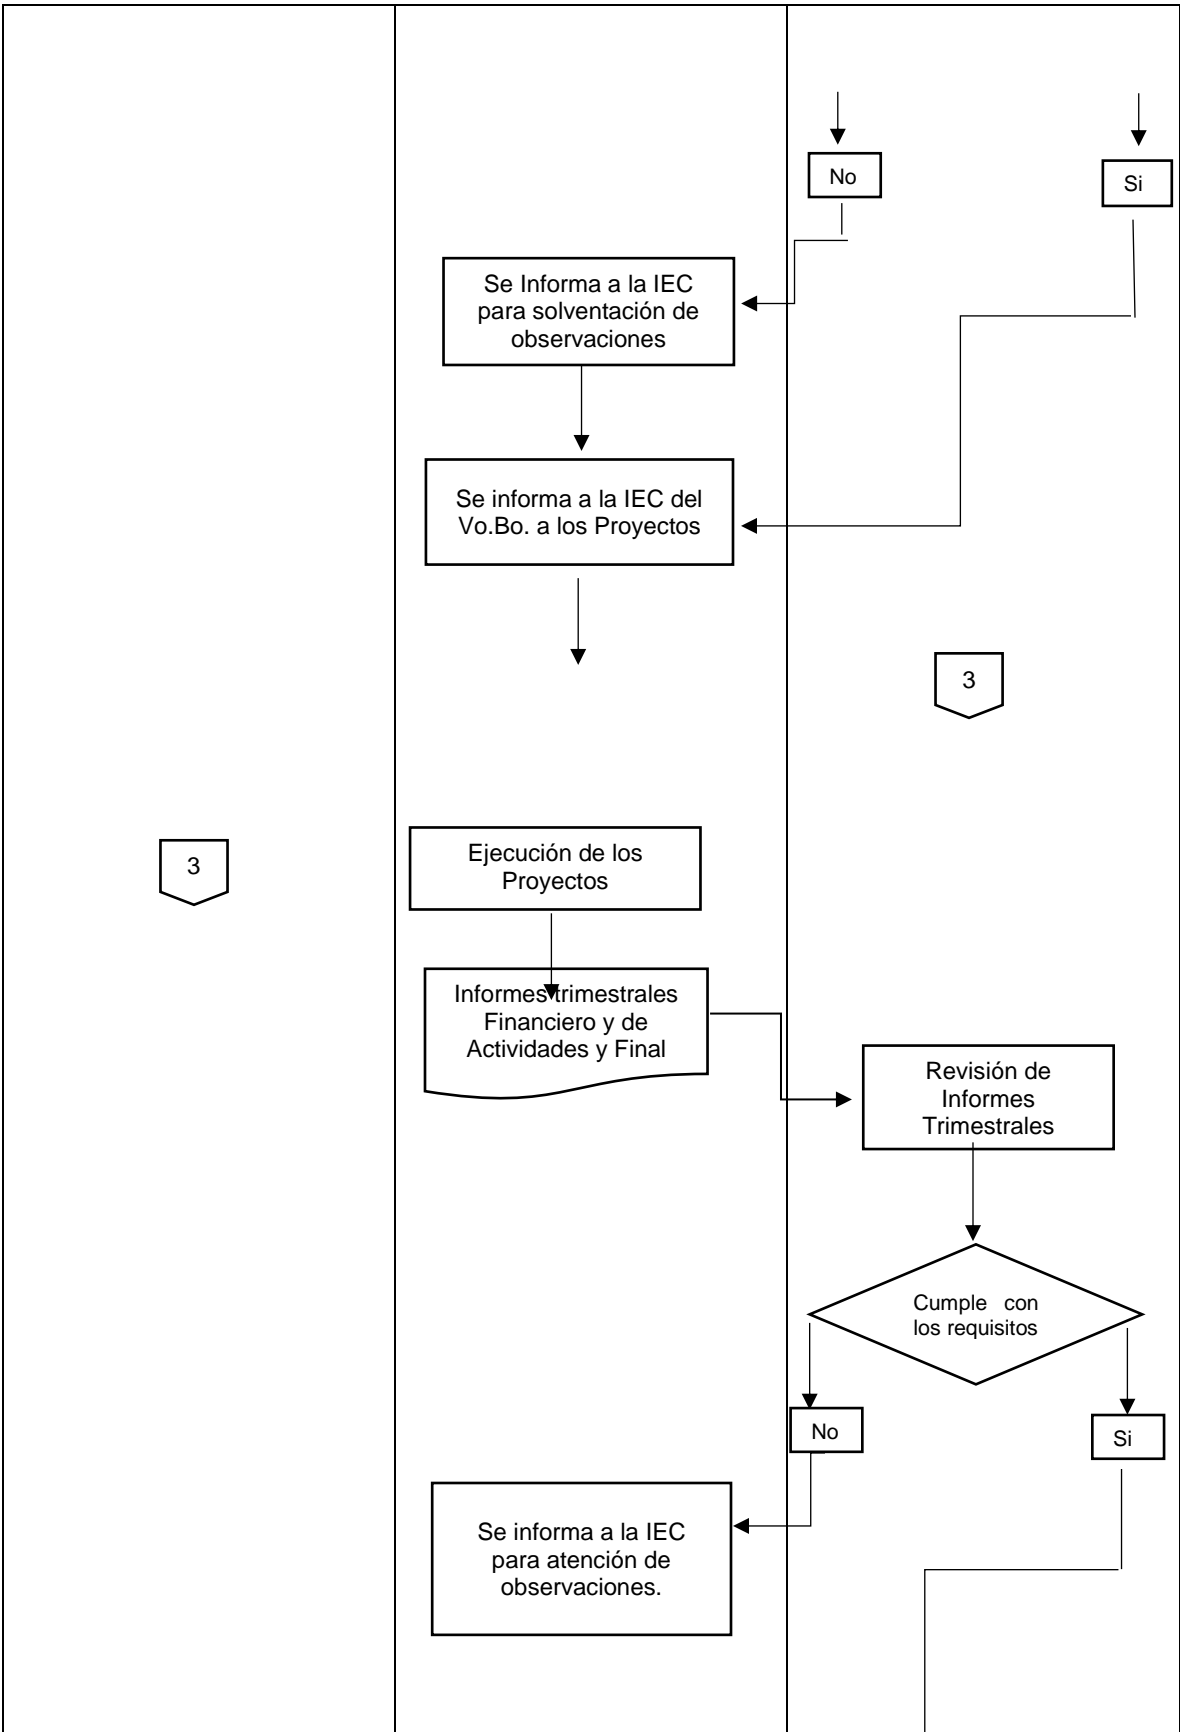 No
Si
Se Informa a la IEC
para solventación de
observaciones
Se informa a la IEC del
Vo.Bo. a los Proyectos
3
3
Ejecución de los
Proyectos
Informes trimestrales
Financiero y de
Actividades y Final
Revisión de
Informes
Trimestrales
Cumple con
los requisitos
No
Si
Se informa a la IEC
para atención de
observaciones.